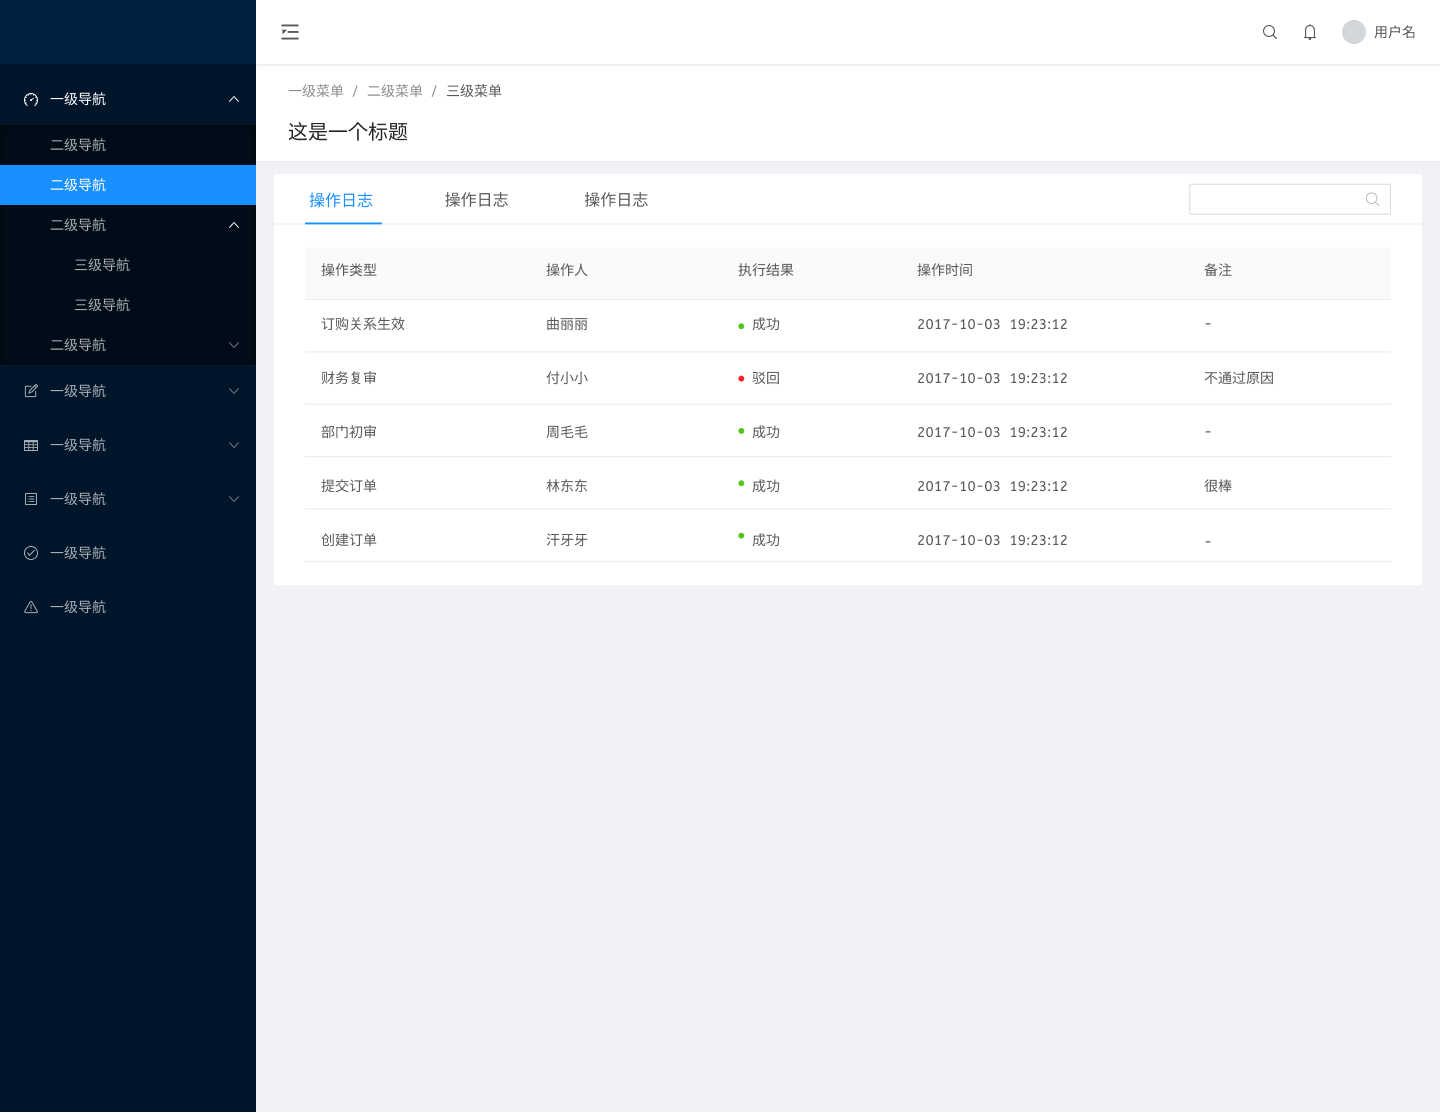 用户名
一级导航
二级导航
二级导航
二级导航
三级导航
三级导航
二级导航
一级导航
一级导航
一级导航
一级导航
一级导航
一级菜单 / 二级菜单 / 三级菜单
这是一个标题
操作日志 操作日志 操作日志
操作类型 操作人 执行结果 操作时间 备注
订购关系生效 曲丽丽 成功 2017-10-03 19:23:12 -
财务复审 付小小 驳回 2017-10-03 19:23:12 不通过原因
部门初审 周毛毛 成功 2017-10-03 19:23:12 -
提交订单 林东东 成功 2017-10-03 19:23:12 很棒
创建订单 汗牙牙 成功 2017-10-03 19:23:12 -